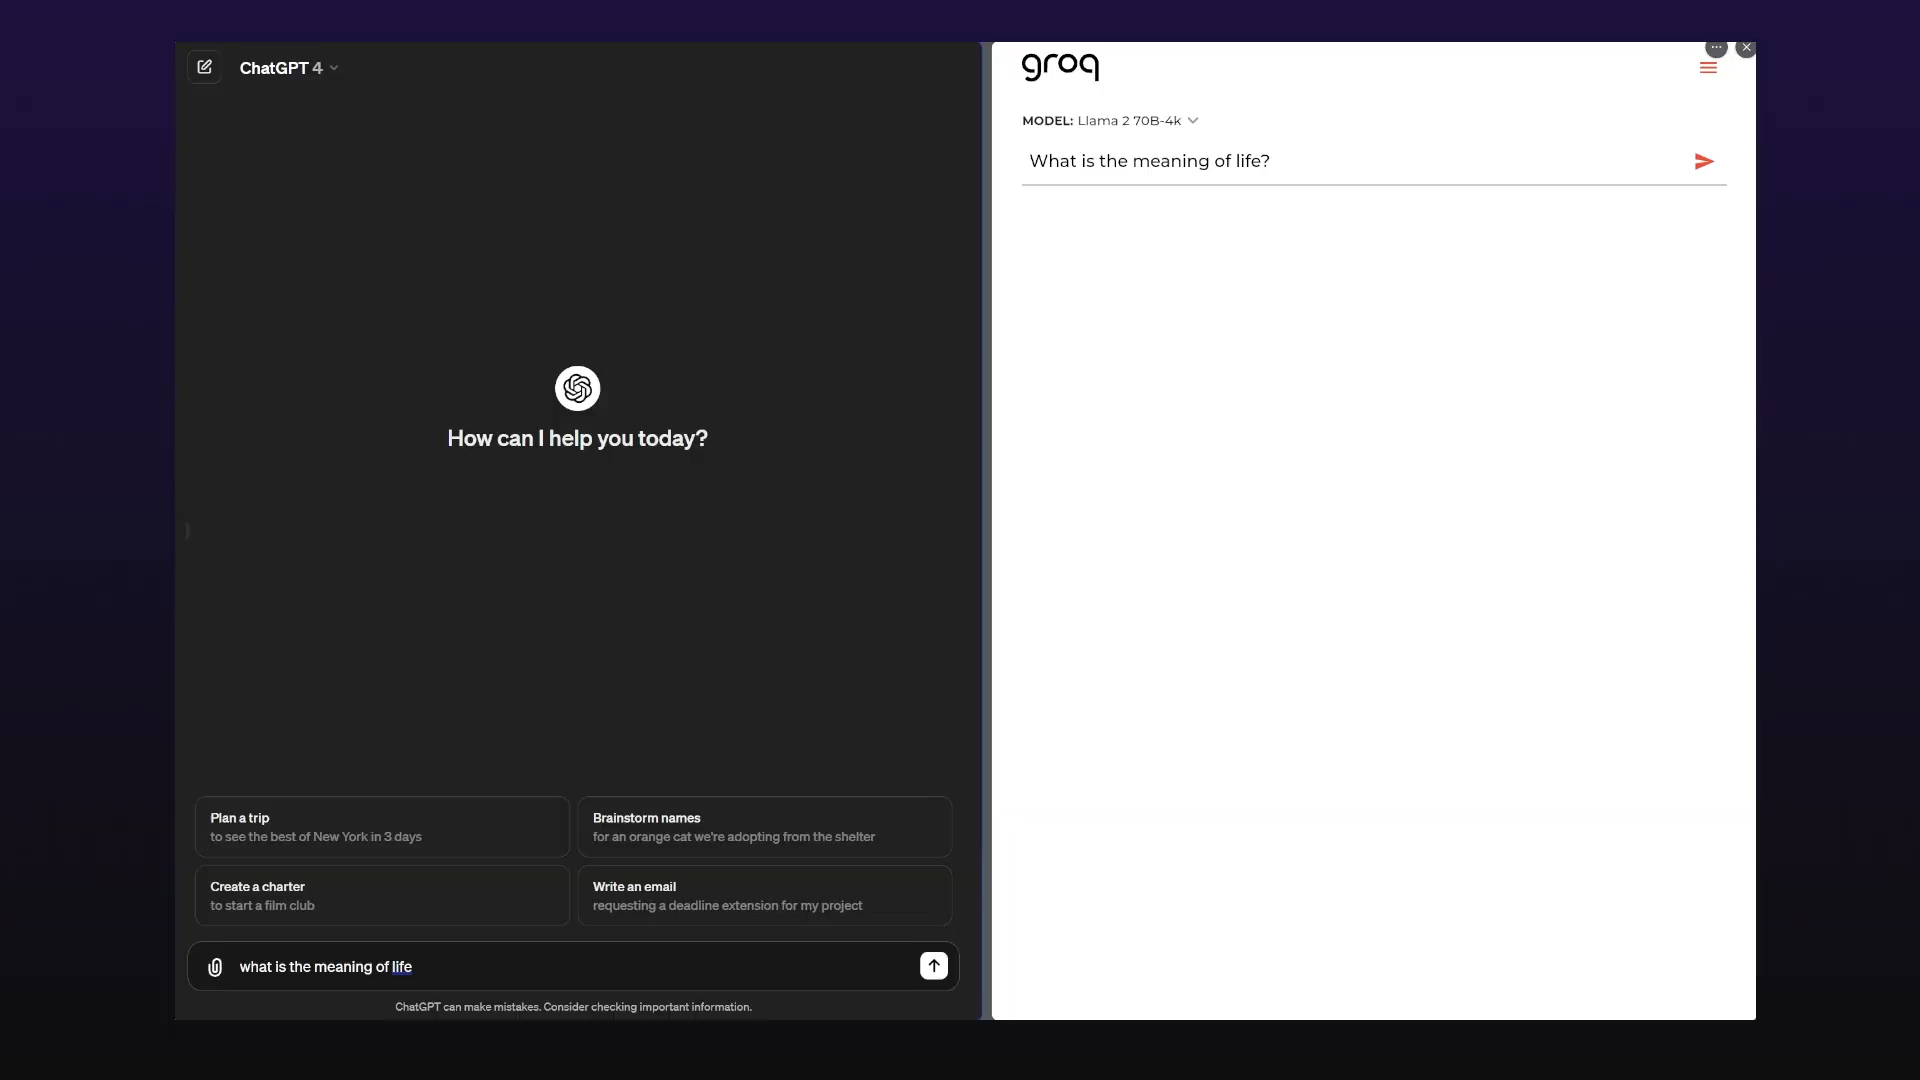 ChatGPT 4
How can I help you today?
Plan a trip
to see the best of New York in 3 days
Brainstorm names
for an orange cat we're adopting from the shelter
Create a charter
to start a film club
Write an email
requesting a deadline extension for my project
what is the meaning of life
ChatGPT can make mistakes. Consider checking important information.
groq
MODEL: Llama 2 70B-4k
What is the meaning of life?